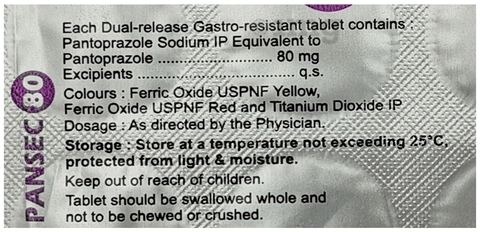 Each Dual-release Gastro-resistant tablet contains :
Pantoprazole Sodium IP Equivalent to
Pantoprazole ........................... 80 mg
Excipients .................................... q.s.
Colours : Ferric Oxide USPNF Yellow,
Ferric Oxide USPNF Red and Titanium Dioxide IP
Dosage : As directed by the Physician.
Storage : Store at a temperature not exceeding 25°C,
protected from light & moisture.
Keep out of reach of children.
Tablet should be swallowed whole and
not to be chewed or crushed.
PANSEC 80